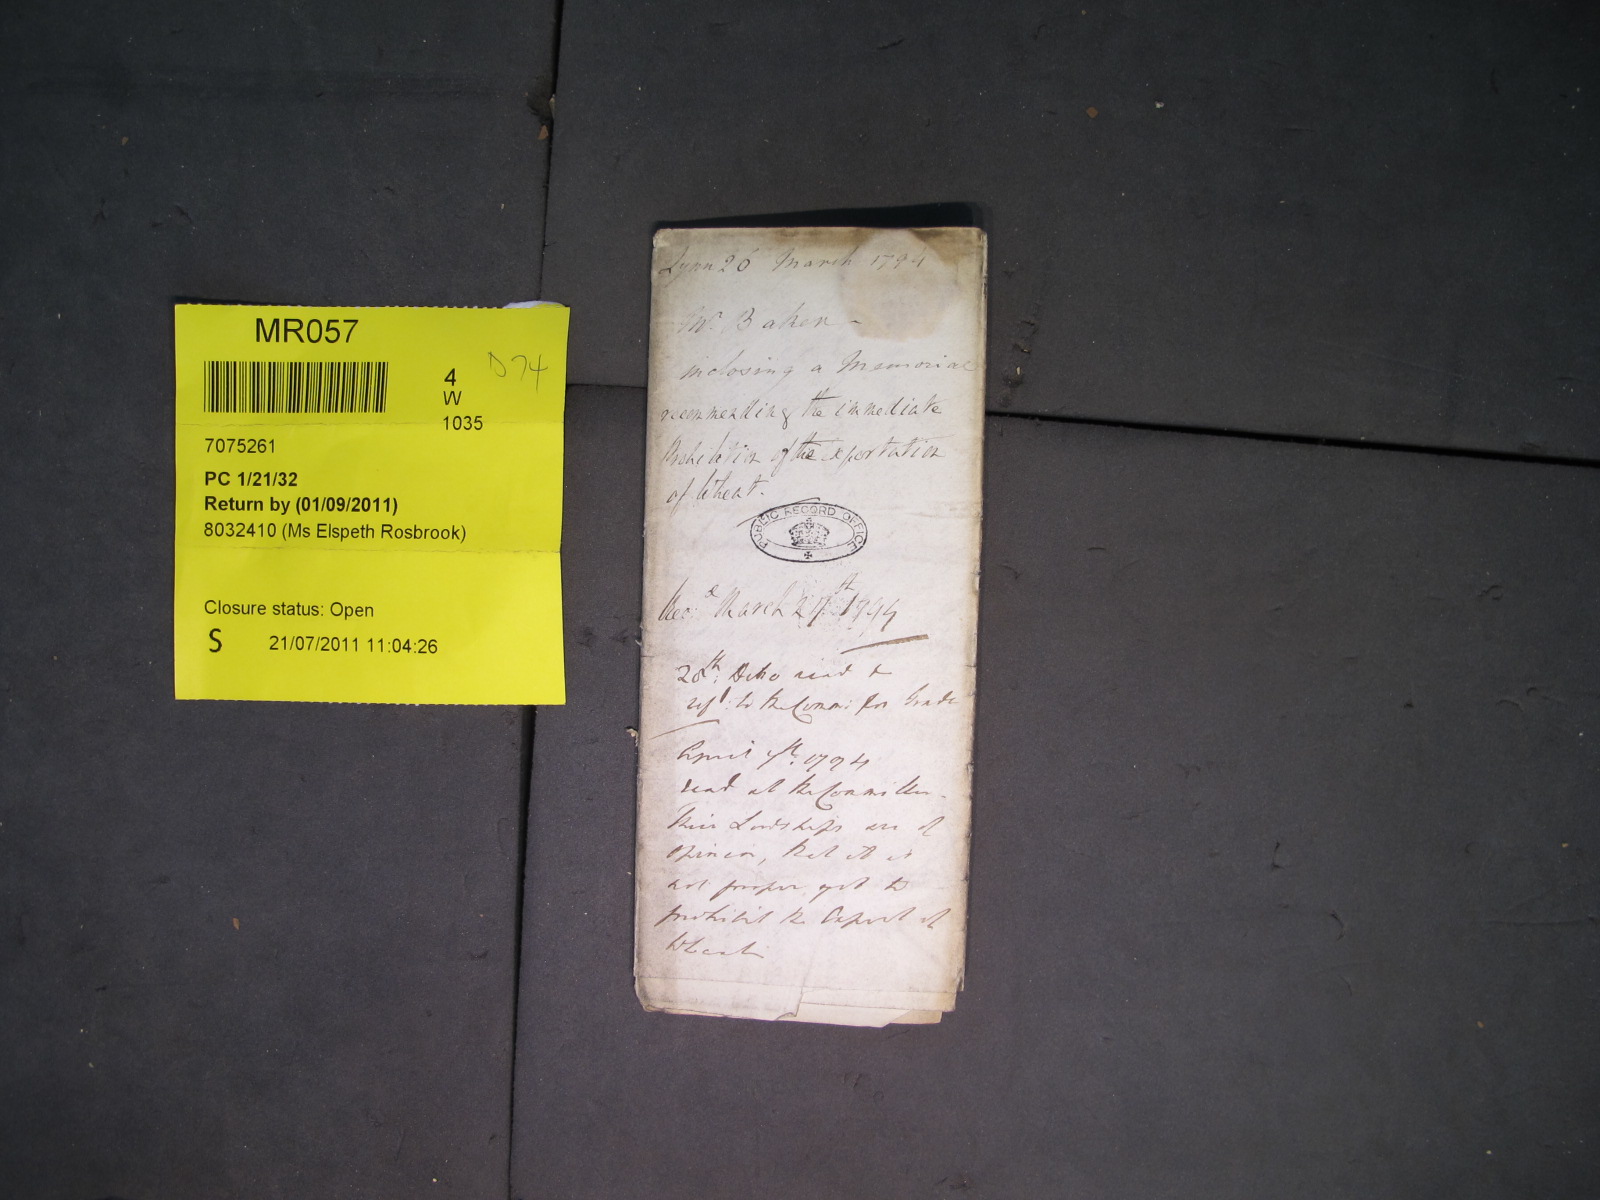 MR057
D74
4
W
1035
7075261
PC 1/21/32
Return by (01/09/2011)
8032410 (Ms Elspeth Rosbrook)
Closure status: Open
S 21/07/2011 11:04:26
Lynn 26 March 1794
Mr. Baker -
inclosing a Memorial
recommending the immediate
Prohibition of the exportation
of Wheat.
PUBLIC RECORD OFFICE
Recd March 27th 1794
28th. Ditto read &
refd. to the Commee for Trade
April 7th. 1794
read at the Committee.
Their Lordships are of
opinion, that it is
not proper yet to
prohibit the Export of
Wheat